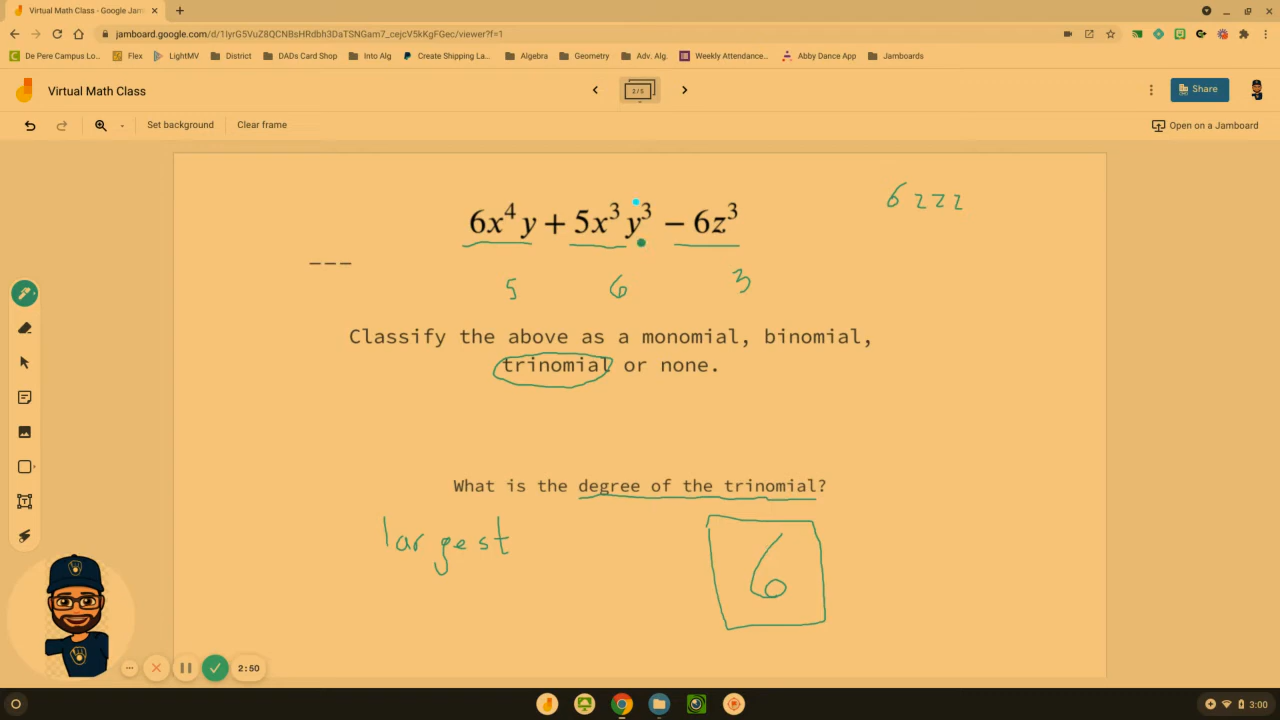 Virtual Math Class - Google Jam
jamboard.google.com/d/1IyrG5VuZ8QCNBsHRdbh3DaTSNGam7_cejcV5kKgFGec/viewer?f=1
De Pere Campus Lo... Flex LightMV District DADs Card Shop Into Alg Create Shipping La... Algebra Geometry Adv. Alg. Weekly Attendance... Abby Dance App Jamboards
Virtual Math Class
2/5
Share
Set background Clear frame
Open on a Jamboard
6zzz
6x⁴y + 5x³y³ − 6z³
5 6 3
Classify the above as a monomial, binomial,
trinomial or none.
What is the degree of the trinomial?
largest
6
2:50
3:00